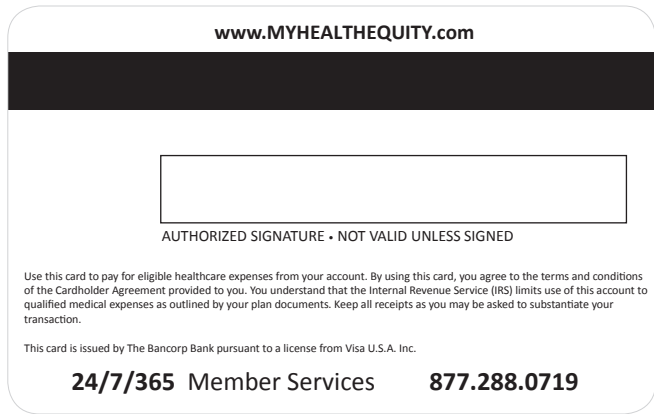 www.MYHEALTHEQUITY.com
AUTHORIZED SIGNATURE • NOT VALID UNLESS SIGNED
Use this card to pay for eligible healthcare expenses from your account. By using this card, you agree to the terms and conditions
of the Cardholder Agreement provided to you. You understand that the Internal Revenue Service (IRS) limits use of this account to
qualified medical expenses as outlined by your plan documents. Keep all receipts as you may be asked to substantiate your
transaction.
This card is issued by The Bancorp Bank pursuant to a license from Visa U.S.A. Inc.
24/7/365 Member Services 877.288.0719